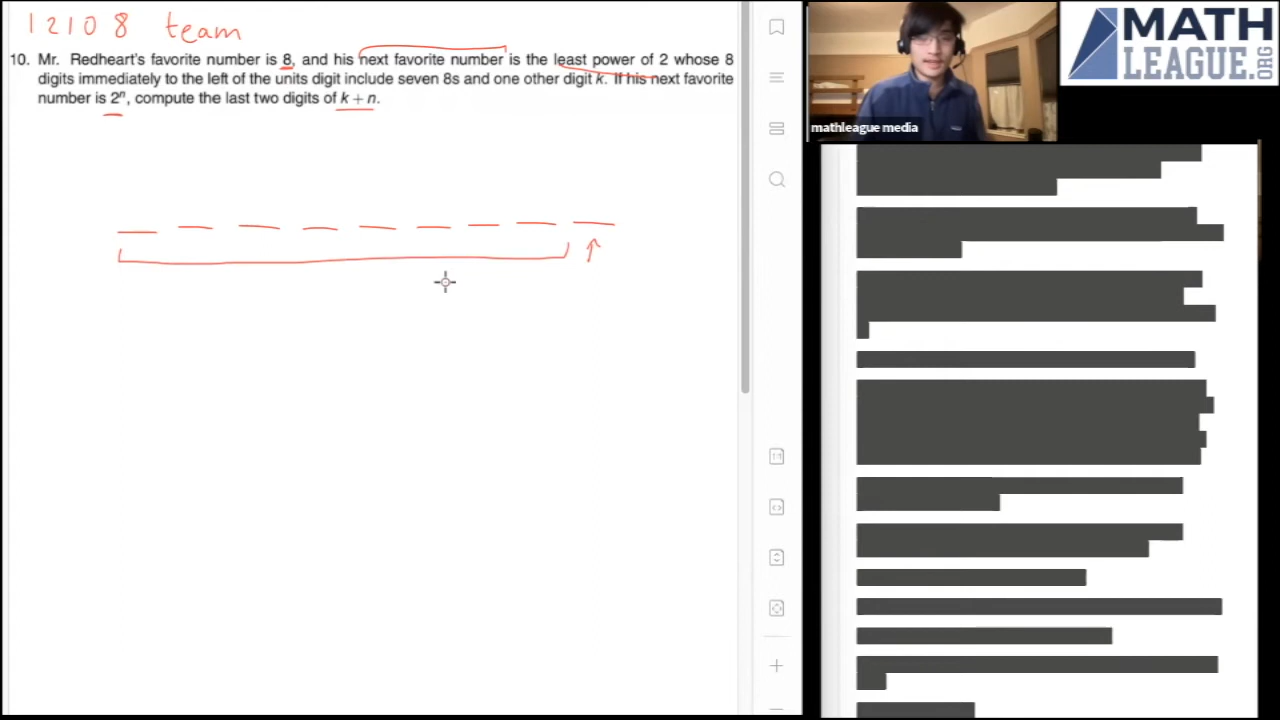 12108 team
10. Mr. Redheart's favorite number is 8, and his next favorite number is the least power of 2 whose 8
digits immediately to the left of the units digit include seven 8s and one other digit k. If his next favorite
number is 2ⁿ, compute the last two digits of k + n.
mathleague media
MATH
LEAGUE.ORG
1:1